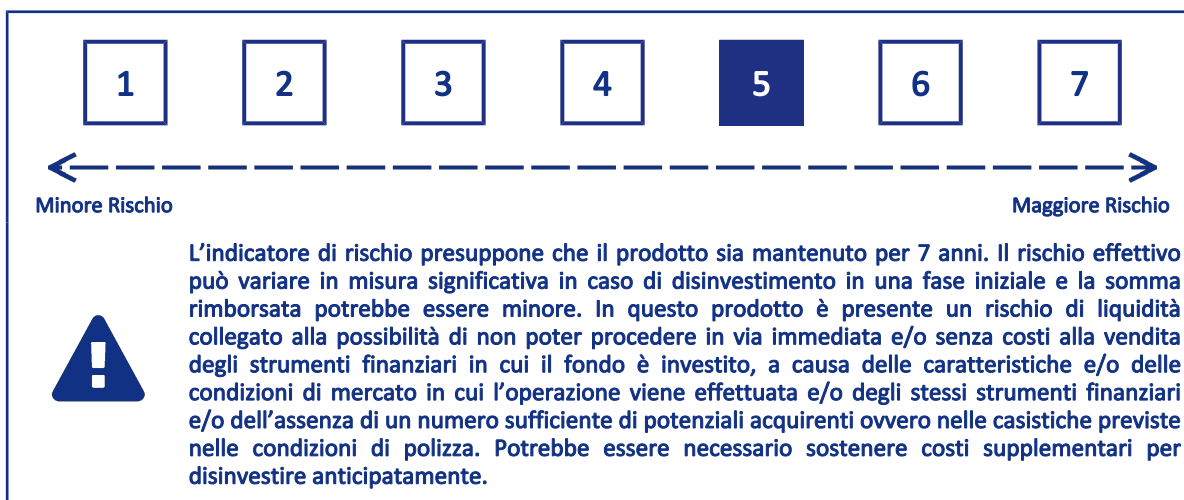 1 2 3 4 5 6 7
Minore Rischio Maggiore Rischio
L'indicatore di rischio presuppone che il prodotto sia mantenuto per 7 anni. Il rischio effettivo
può variare in misura significativa in caso di disinvestimento in una fase iniziale e la somma
rimborsata potrebbe essere minore. In questo prodotto è presente un rischio di liquidità
collegato alla possibilità di non poter procedere in via immediata e/o senza costi alla vendita
degli strumenti finanziari in cui il fondo è investito, a causa delle caratteristiche e/o delle
condizioni di mercato in cui l'operazione viene effettuata e/o degli stessi strumenti finanziari
e/o dell'assenza di un numero sufficiente di potenziali acquirenti ovvero nelle casistiche previste
nelle condizioni di polizza. Potrebbe essere necessario sostenere costi supplementari per
disinvestire anticipatamente.